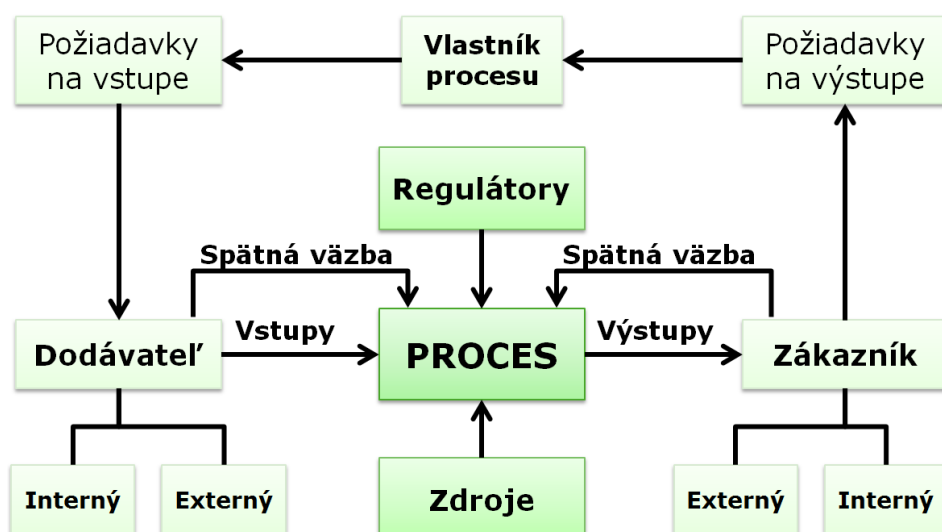 Požiadavky
na vstupe
Vlastník
procesu
Požiadavky
na výstupe
Regulátory
Spätná väzba
Spätná väzba
Dodávateľ
Vstupy
PROCES
Výstupy
Zákazník
Interný
Externý
Zdroje
Externý
Interný